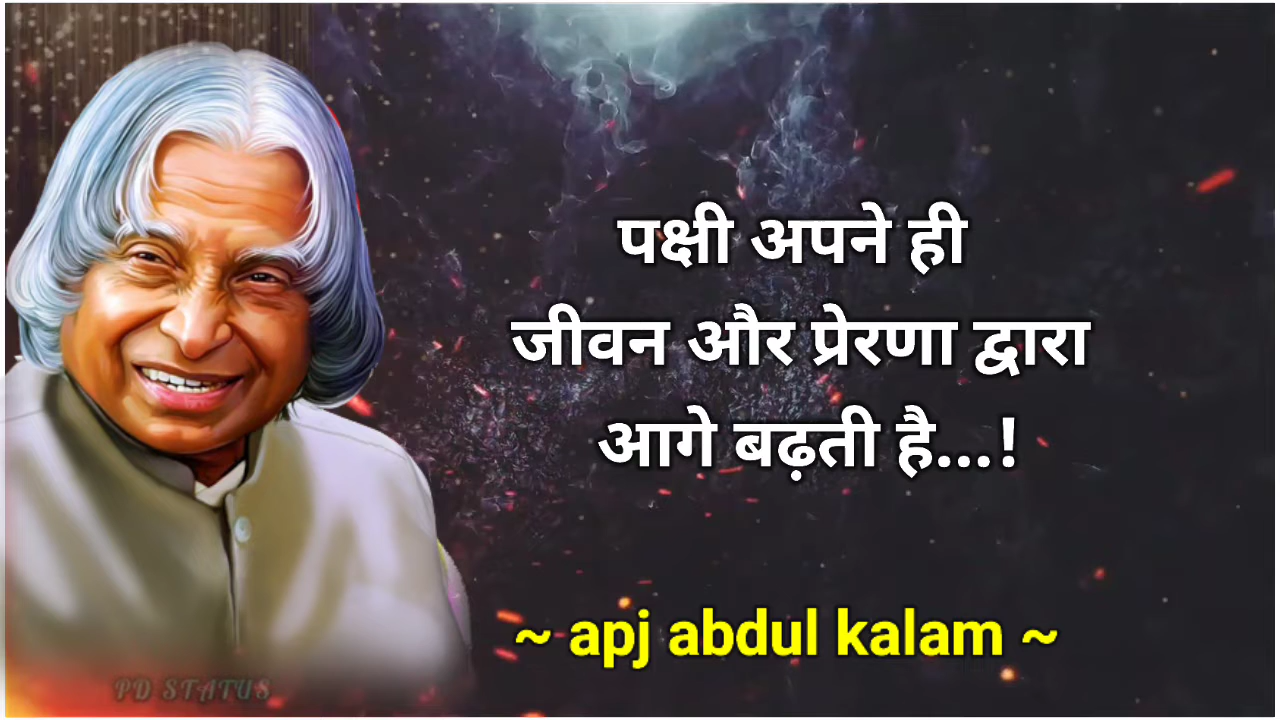 पक्षी अपने ही
जीवन और प्रेरणा द्वारा
आगे बढ़ती है...!
~ apj abdul kalam ~
PD STATUS